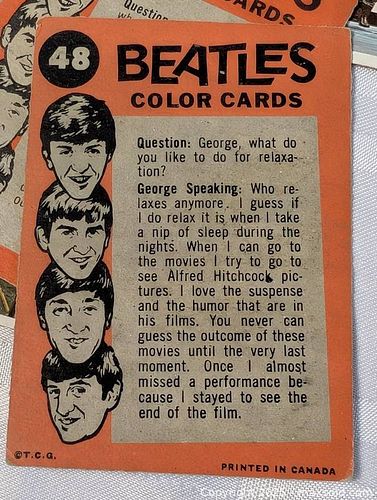 Question
COLOR CARDS
48
BEATLES
COLOR CARDS
Question: George, what do
you like to do for relaxa-
tion?
George Speaking: Who re-
laxes anymore. I guess if
I do relax it is when I take
a nip of sleep during the
nights. When I can go to
the movies I try to go to
see Alfred Hitchcock pic-
tures. I love the suspense
and the humor that are in
his films. You never can
guess the outcome of these
movies until the very last
moment. Once I almost
missed a performance be-
cause I stayed to see the
end of the film.
©T.C.G.
PRINTED IN CANADA